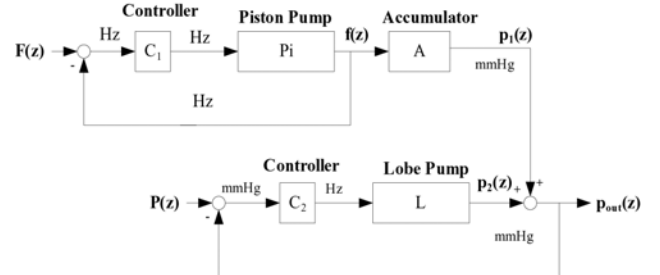 Controller Piston Pump Accumulator
F(z) Hz C₁ Hz Pi f(z) A p₁(z)
-
mmHg
Hz
Controller Lobe Pump
P(z) mmHg C₂ Hz L p₂(z) + + pₒᵤₜ(z)
-
mmHg